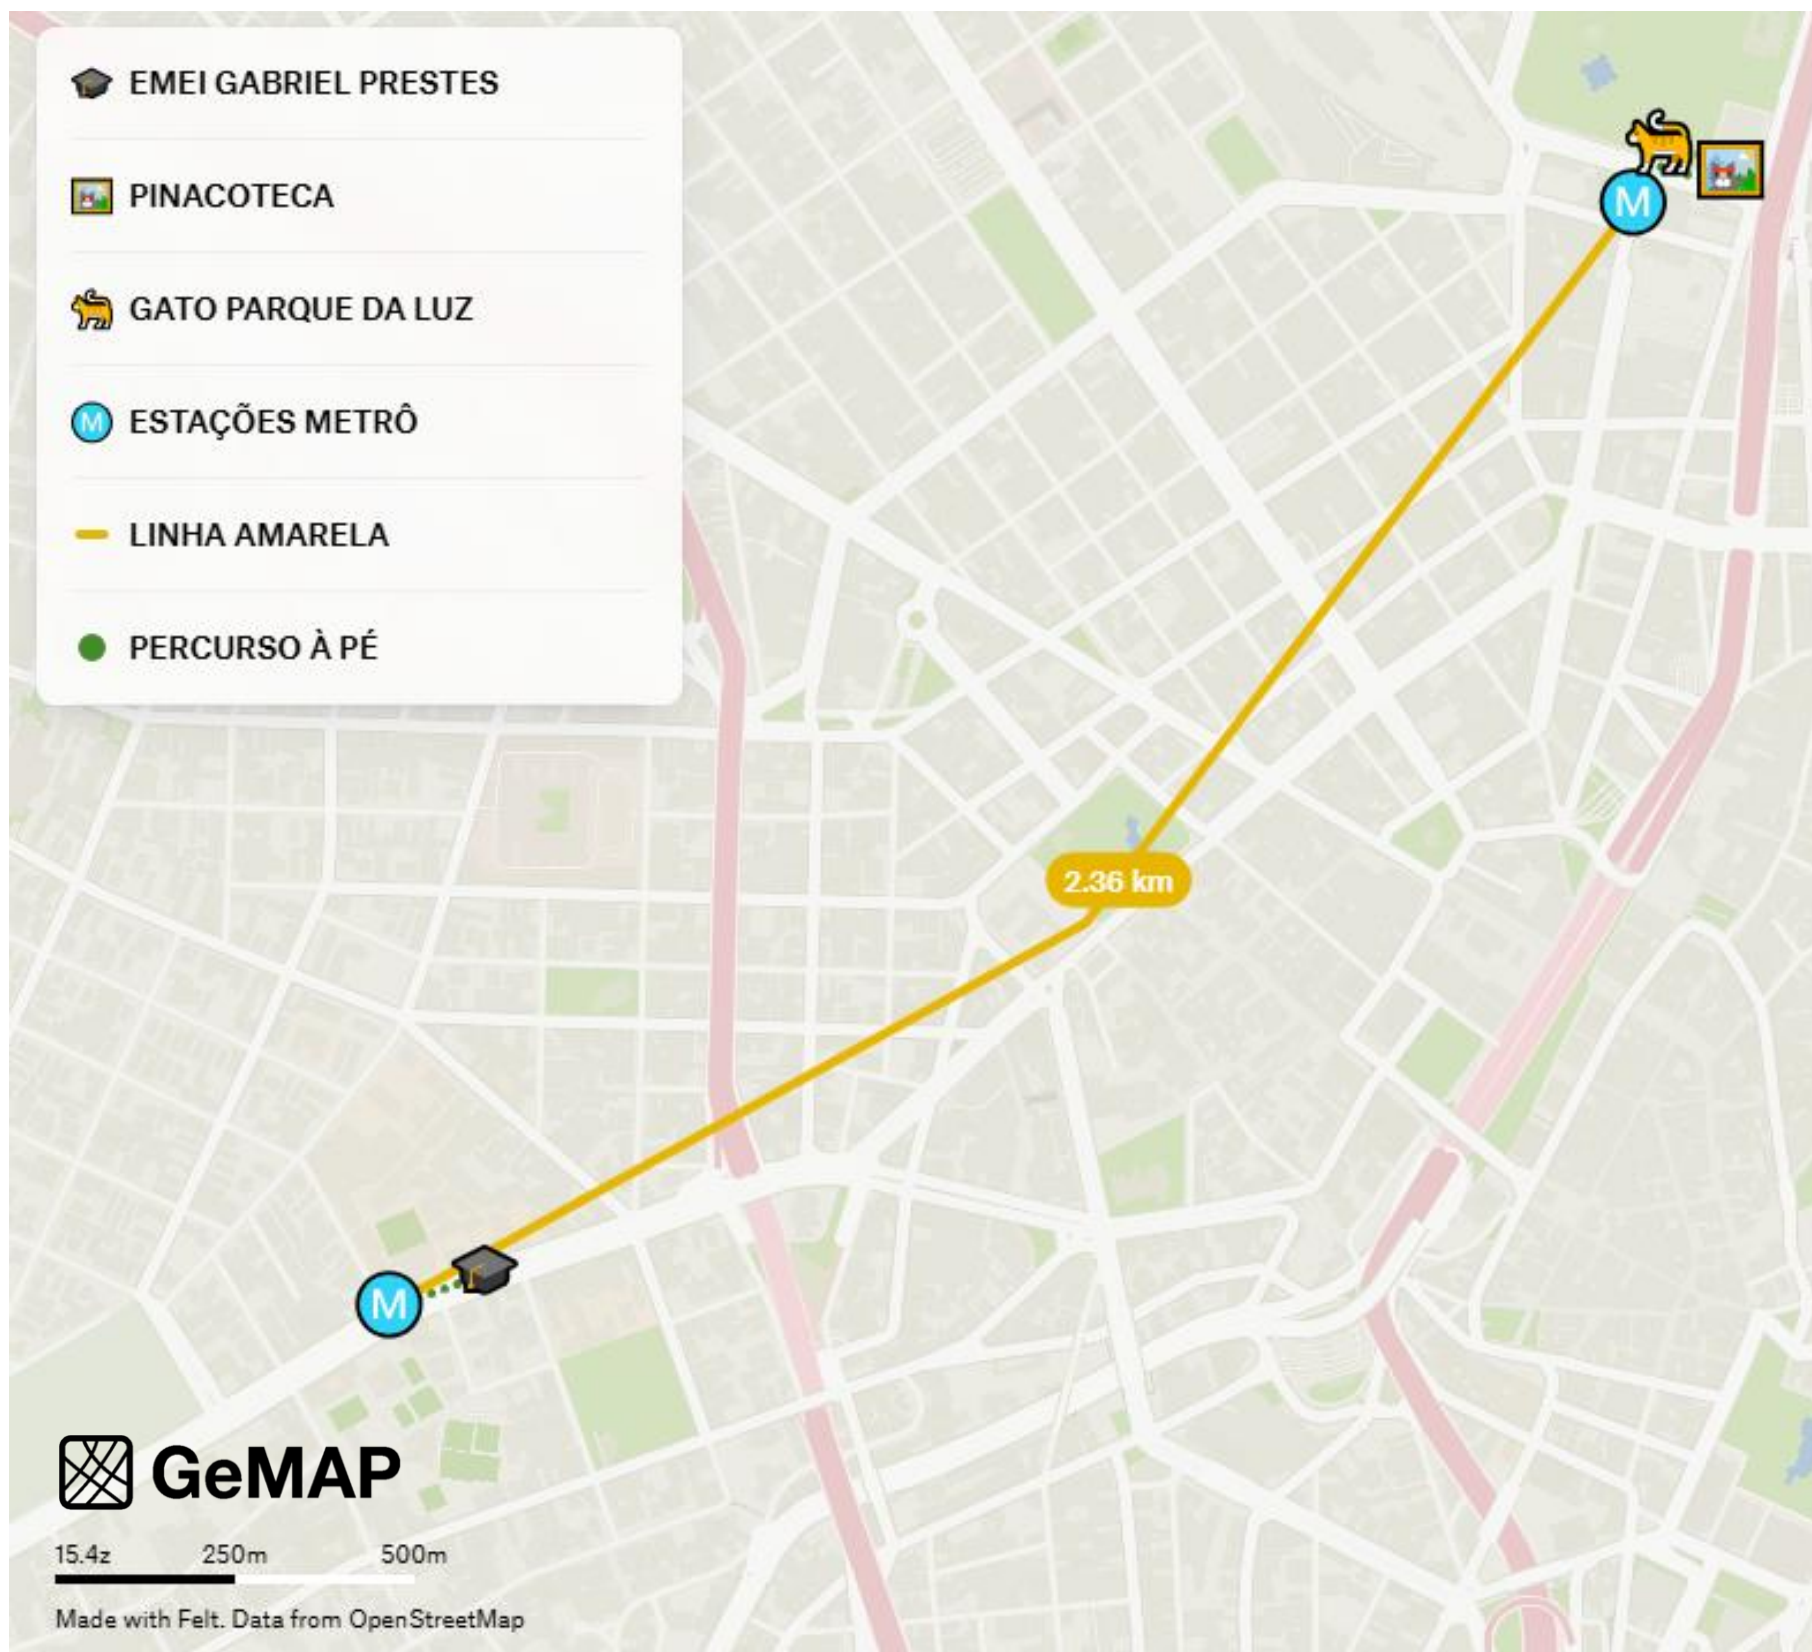 EMEI GABRIEL PRESTES
PINACOTECA
GATO PARQUE DA LUZ
M ESTAÇÕES METRÔ
LINHA AMARELA
PERCURSO À PÉ
M
2.36 km
M
GeMAP
15.4z 250m 500m
Made with Felt. Data from OpenStreetMap